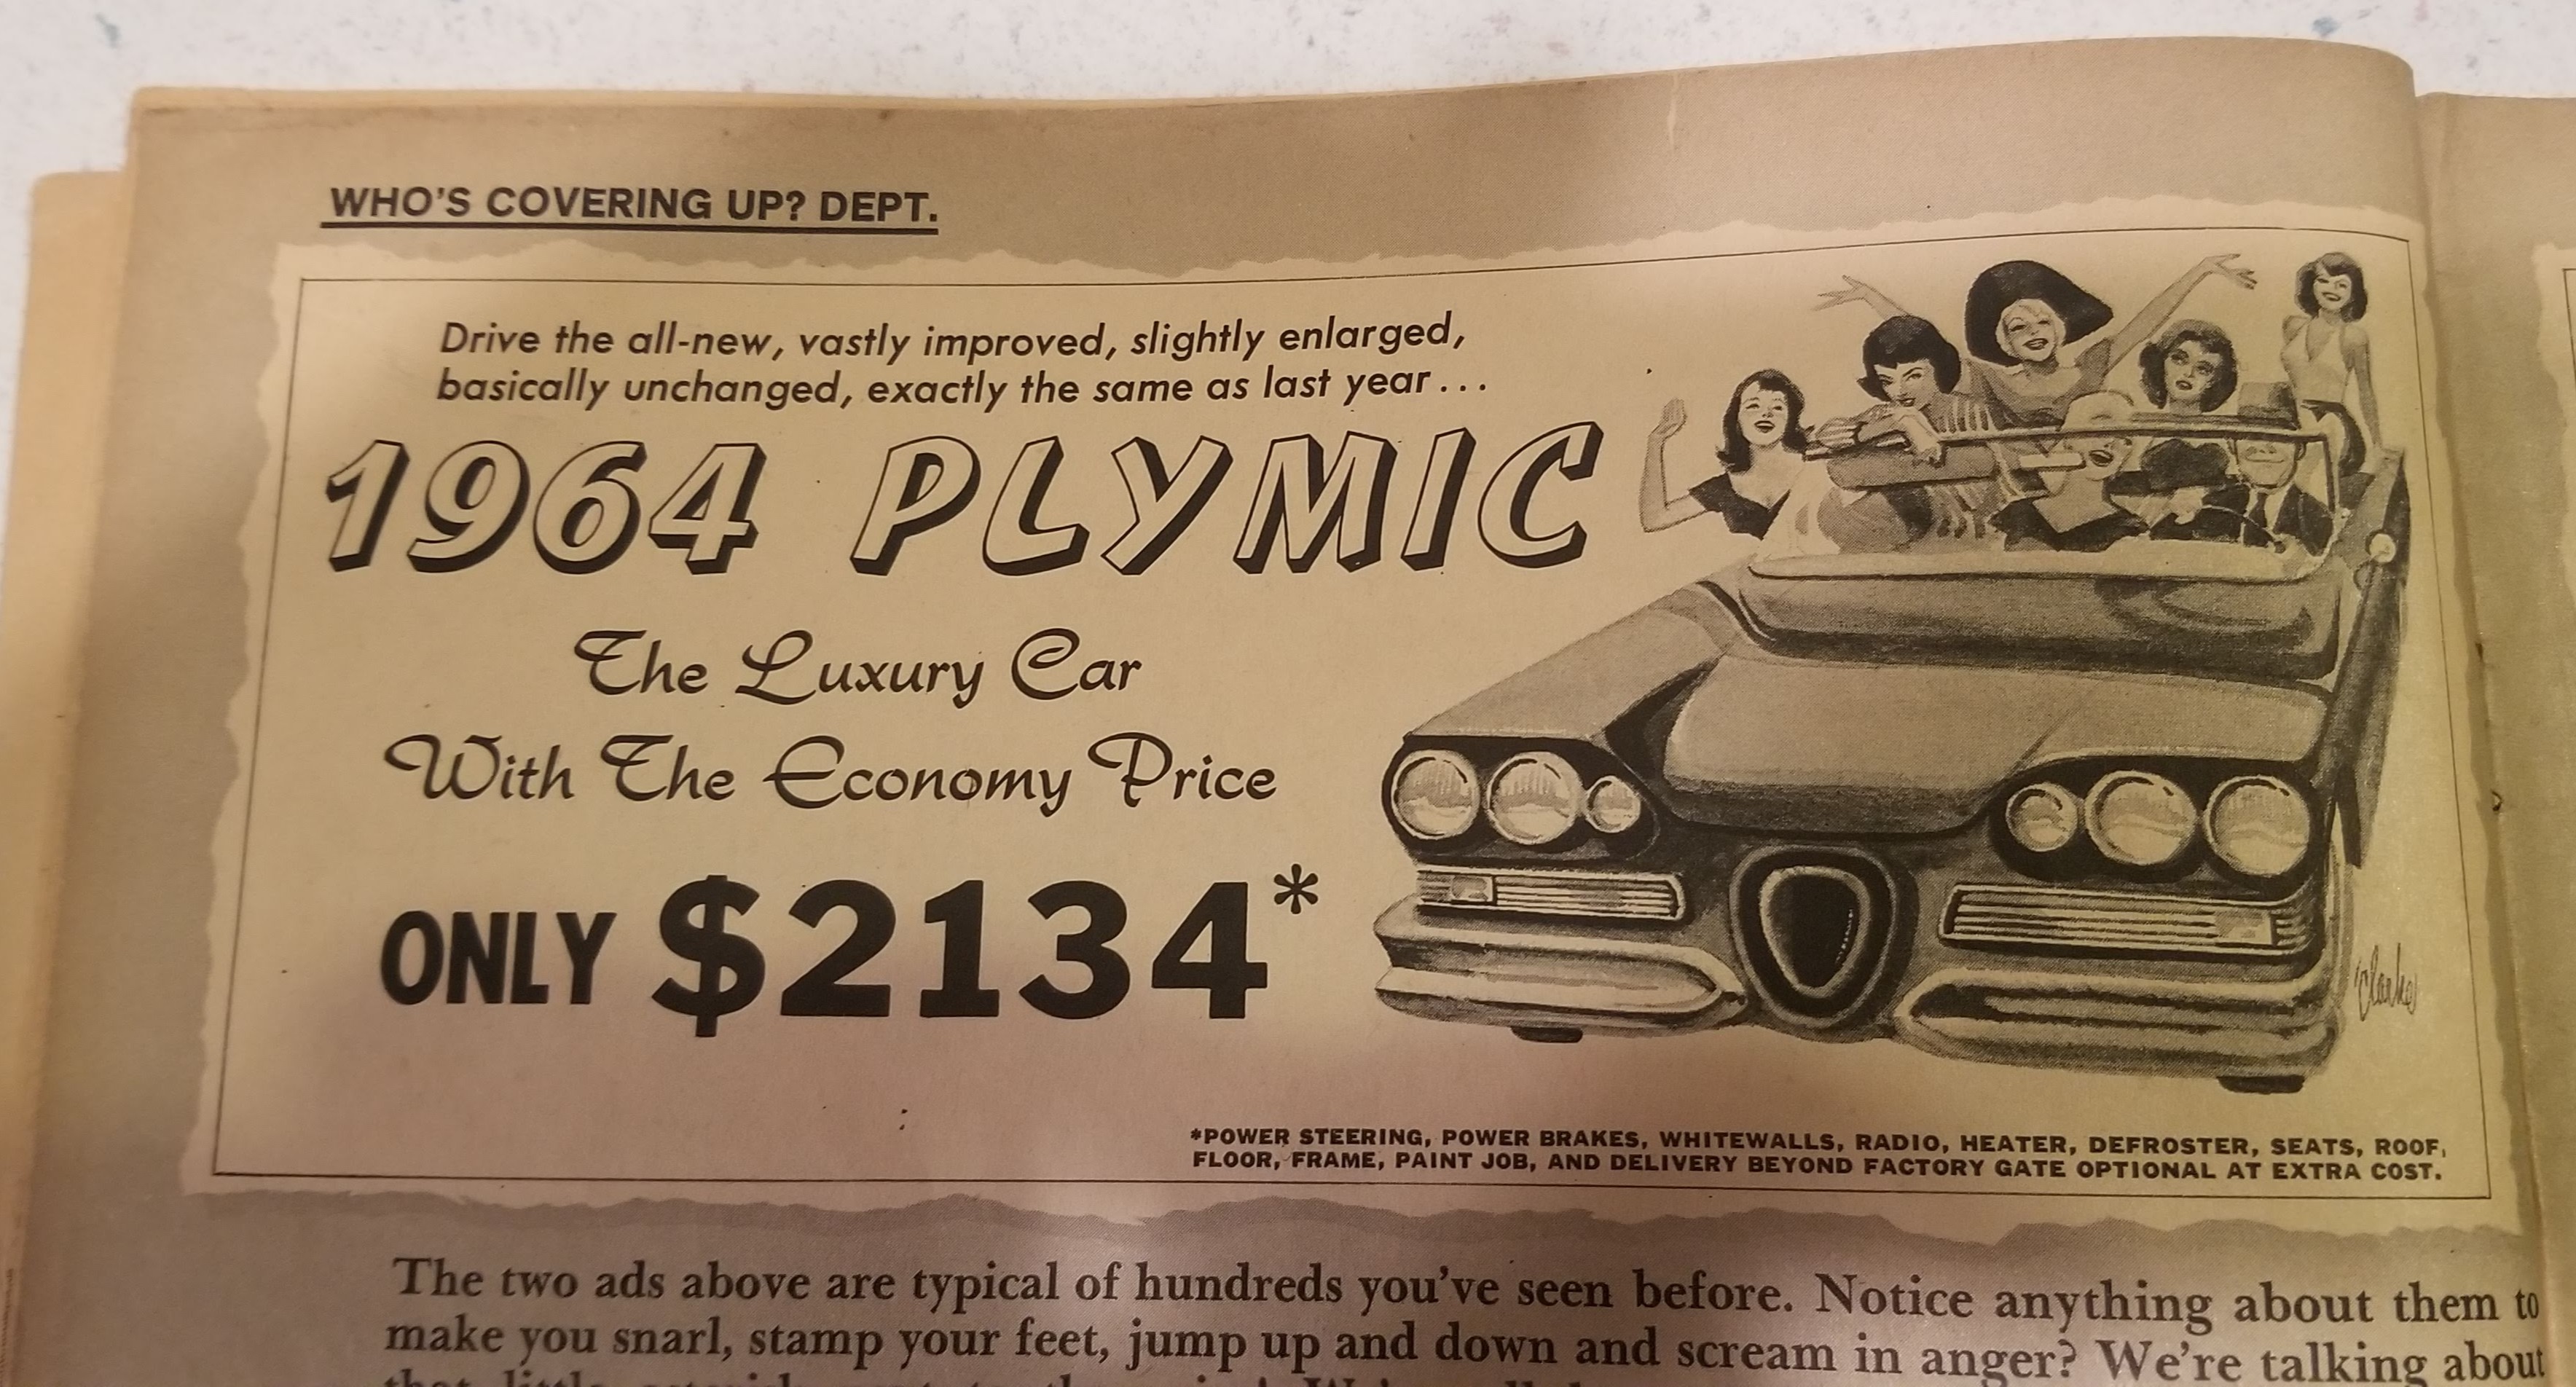 WHO'S COVERING UP? DEPT.
Drive the all-new, vastly improved, slightly enlarged,
basically unchanged, exactly the same as last year...
1964 PLYMIC
The Luxury Car
With The Economy Price
ONLY $2134*
Clarke
*POWER STEERING, POWER BRAKES, WHITEWALLS, RADIO, HEATER, DEFROSTER, SEATS, ROOF,
FLOOR, FRAME, PAINT JOB, AND DELIVERY BEYOND FACTORY GATE OPTIONAL AT EXTRA COST.
The two ads above are typical of hundreds you've seen before. Notice anything about them to
make you snarl, stamp your feet, jump up and down and scream in anger? We're talking about
that little